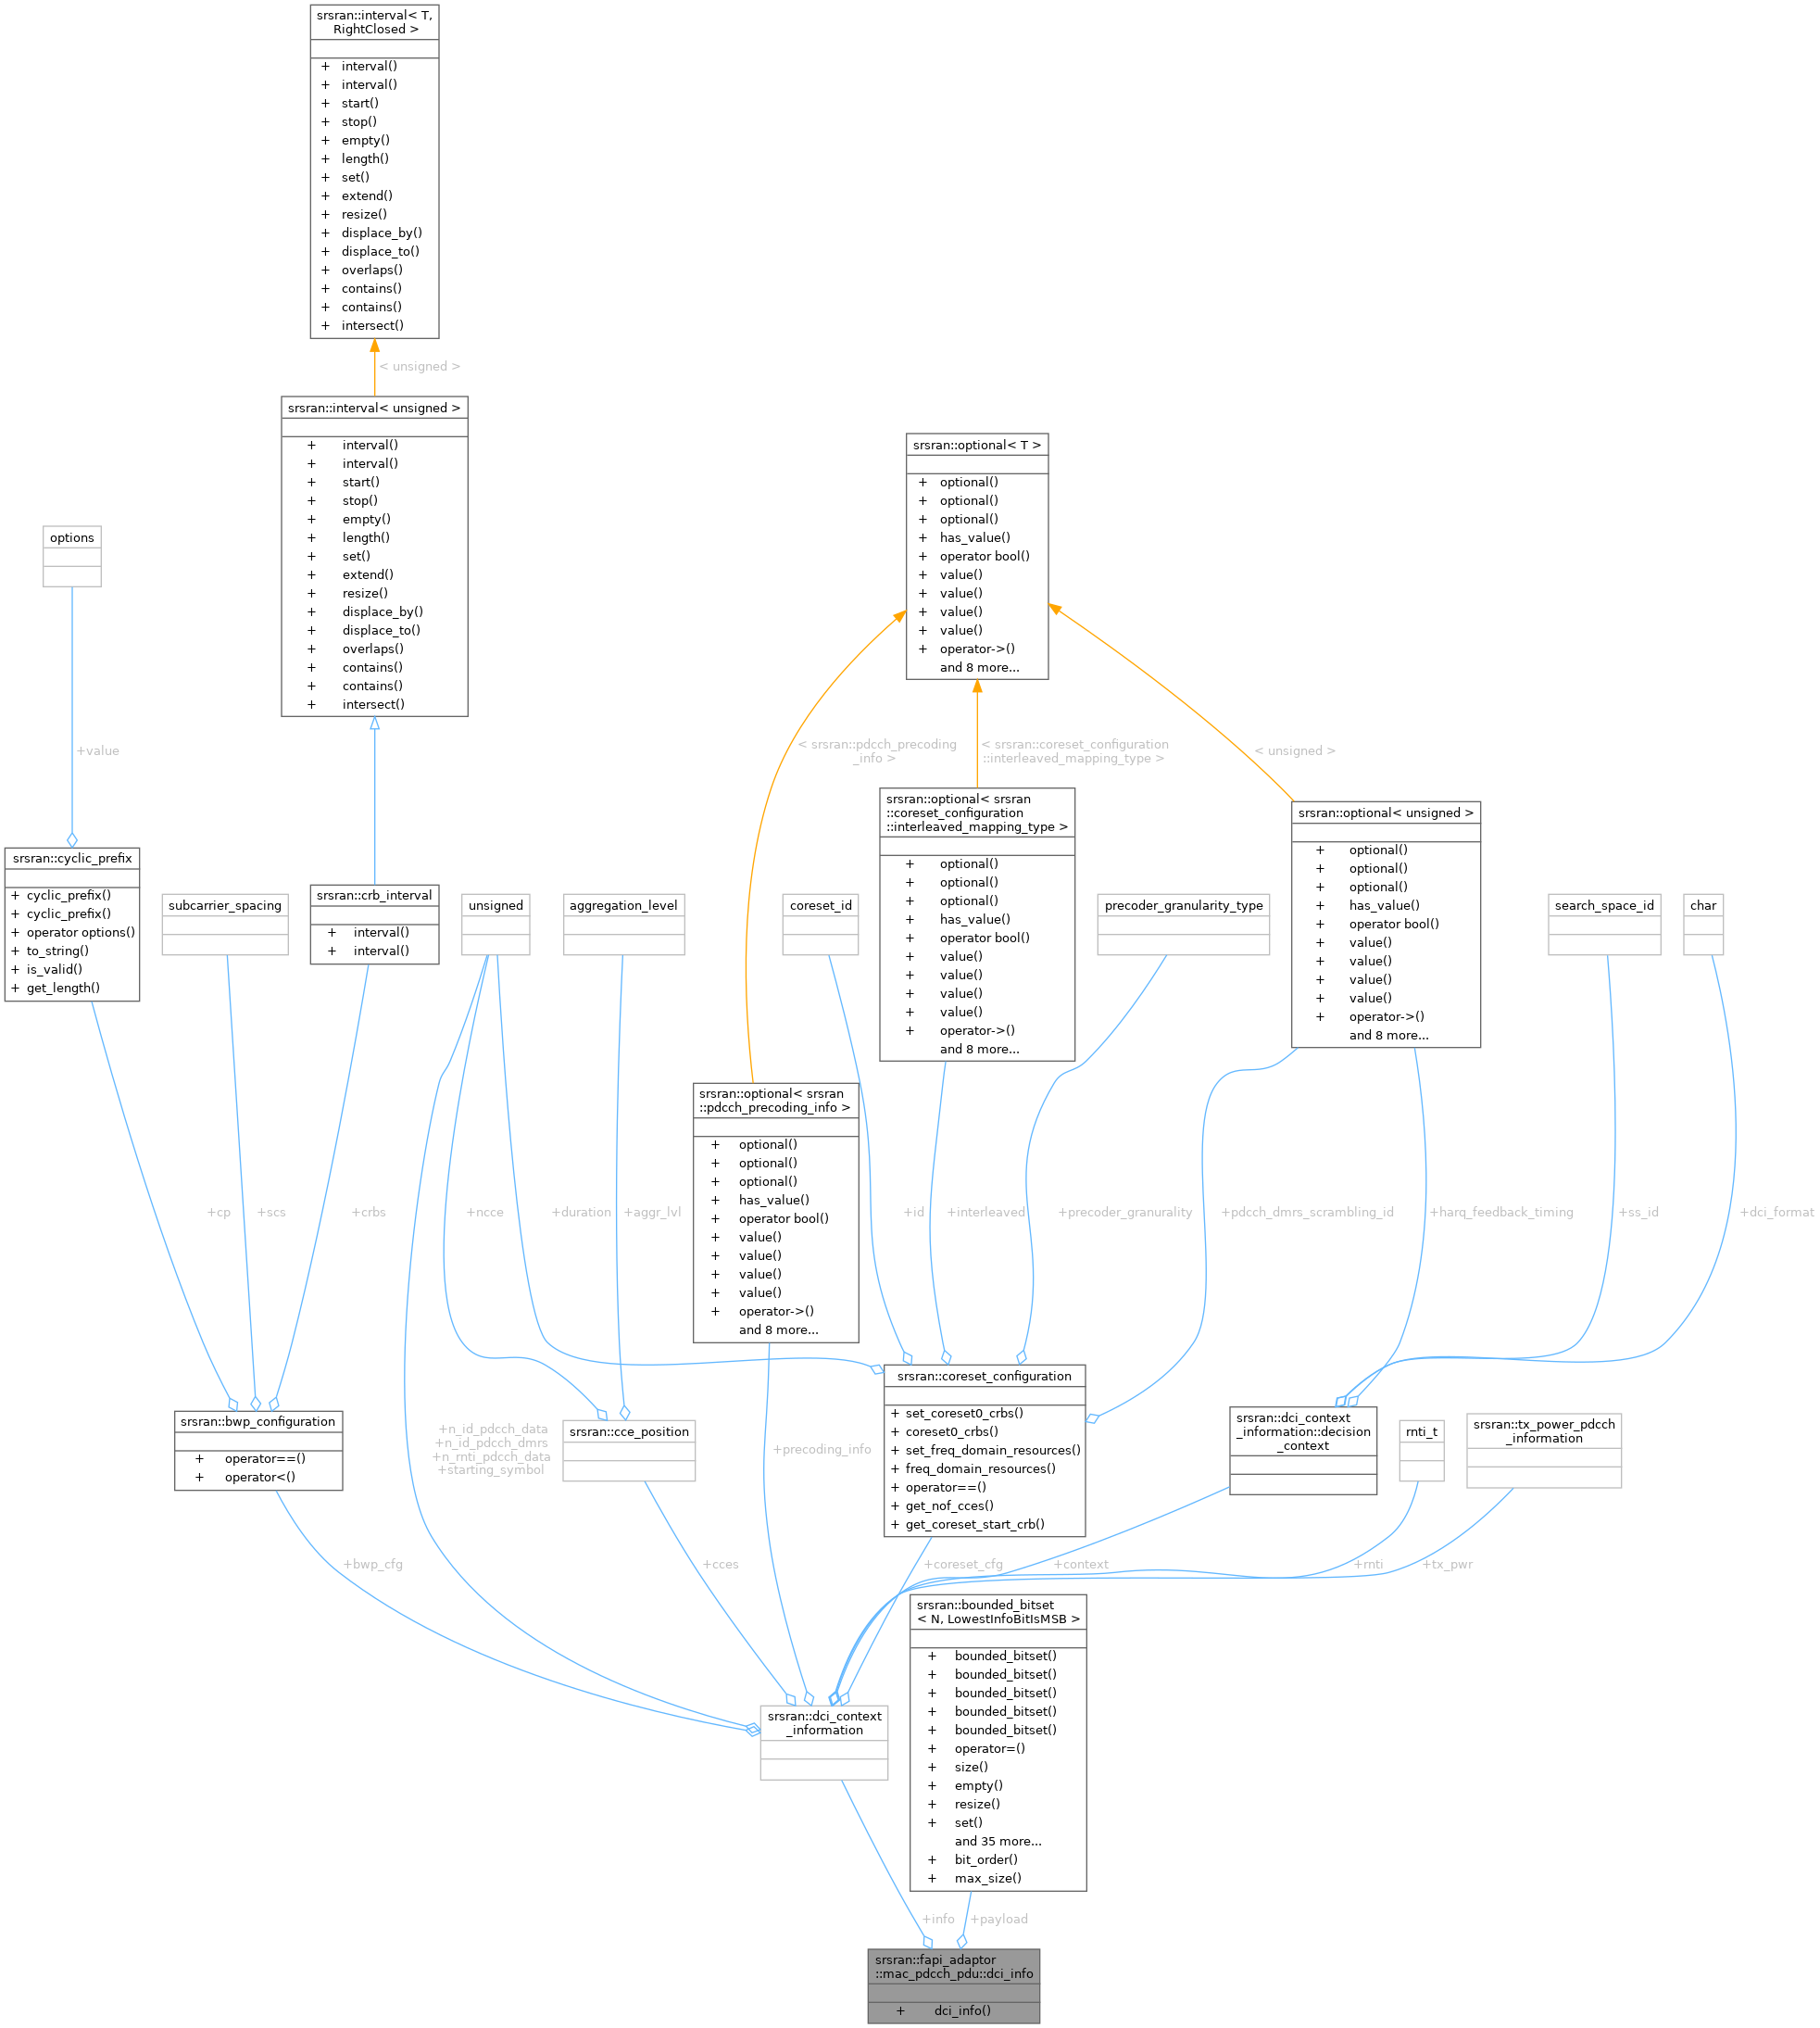 srsran::interval< T,
RightClosed >
+ interval()
+ interval()
+ start()
+ stop()
+ empty()
+ length()
+ set()
+ extend()
+ resize()
+ displace_by()
+ displace_to()
+ overlaps()
+ contains()
+ contains()
+ intersect()
< unsigned >
srsran::interval< unsigned >
+ interval()
+ interval()
+ start()
+ stop()
+ empty()
+ length()
+ set()
+ extend()
+ resize()
+ displace_by()
+ displace_to()
+ overlaps()
+ contains()
+ contains()
+ intersect()
srsran::optional< T >
+ optional()
+ optional()
+ optional()
+ has_value()
+ operator bool()
+ value()
+ value()
+ value()
+ value()
+ operator->()
and 8 more...
options
+value
< srsran::pdcch_precoding
_info >
< srsran::coreset_configuration
::interleaved_mapping_type >
< unsigned >
srsran::cyclic_prefix
+ cyclic_prefix()
+ cyclic_prefix()
+ operator options()
+ to_string()
+ is_valid()
+ get_length()
subcarrier_spacing
srsran::crb_interval
+ interval()
+ interval()
unsigned
aggregation_level
coreset_id
srsran::optional< srsran
::coreset_configuration
::interleaved_mapping_type >
+ optional()
+ optional()
+ optional()
+ has_value()
+ operator bool()
+ value()
+ value()
+ value()
+ value()
+ operator->()
and 8 more...
precoder_granularity_type
srsran::optional< unsigned >
+ optional()
+ optional()
+ optional()
+ has_value()
+ operator bool()
+ value()
+ value()
+ value()
+ value()
+ operator->()
and 8 more...
search_space_id
char
srsran::optional< srsran
::pdcch_precoding_info >
+ optional()
+ optional()
+ optional()
+ has_value()
+ operator bool()
+ value()
+ value()
+ value()
+ value()
+ operator->()
and 8 more...
+cp
+scs
+crbs
+ncce
+duration
+aggr_lvl
+id
+interleaved
+precoder_granurality
+pdcch_dmrs_scrambling_id
+harq_feedback_timing
+ss_id
+dci_format
srsran::bwp_configuration
+ operator==()
+ operator<()
+n_id_pdcch_data
+n_id_pdcch_dmrs
+n_rnti_pdcch_data
+starting_symbol
srsran::cce_position
+precoding_info
srsran::coreset_configuration
+ set_coreset0_crbs()
+ coreset0_crbs()
+ set_freq_domain_resources()
+ freq_domain_resources()
+ operator==()
+ get_nof_cces()
+ get_coreset_start_crb()
srsran::dci_context
_information::decision
_context
rnti_t
srsran::tx_power_pdcch
_information
+bwp_cfg
+cces
+coreset_cfg
+context
+rnti
+tx_pwr
srsran::bounded_bitset
< N, LowestInfoBitIsMSB >
+ bounded_bitset()
+ bounded_bitset()
+ bounded_bitset()
+ bounded_bitset()
+ bounded_bitset()
+ operator=()
+ size()
+ empty()
+ resize()
+ set()
and 35 more...
+ bit_order()
+ max_size()
srsran::dci_context
_information
+info
+payload
srsran::fapi_adaptor
::mac_pdcch_pdu::dci_info
+ dci_info()